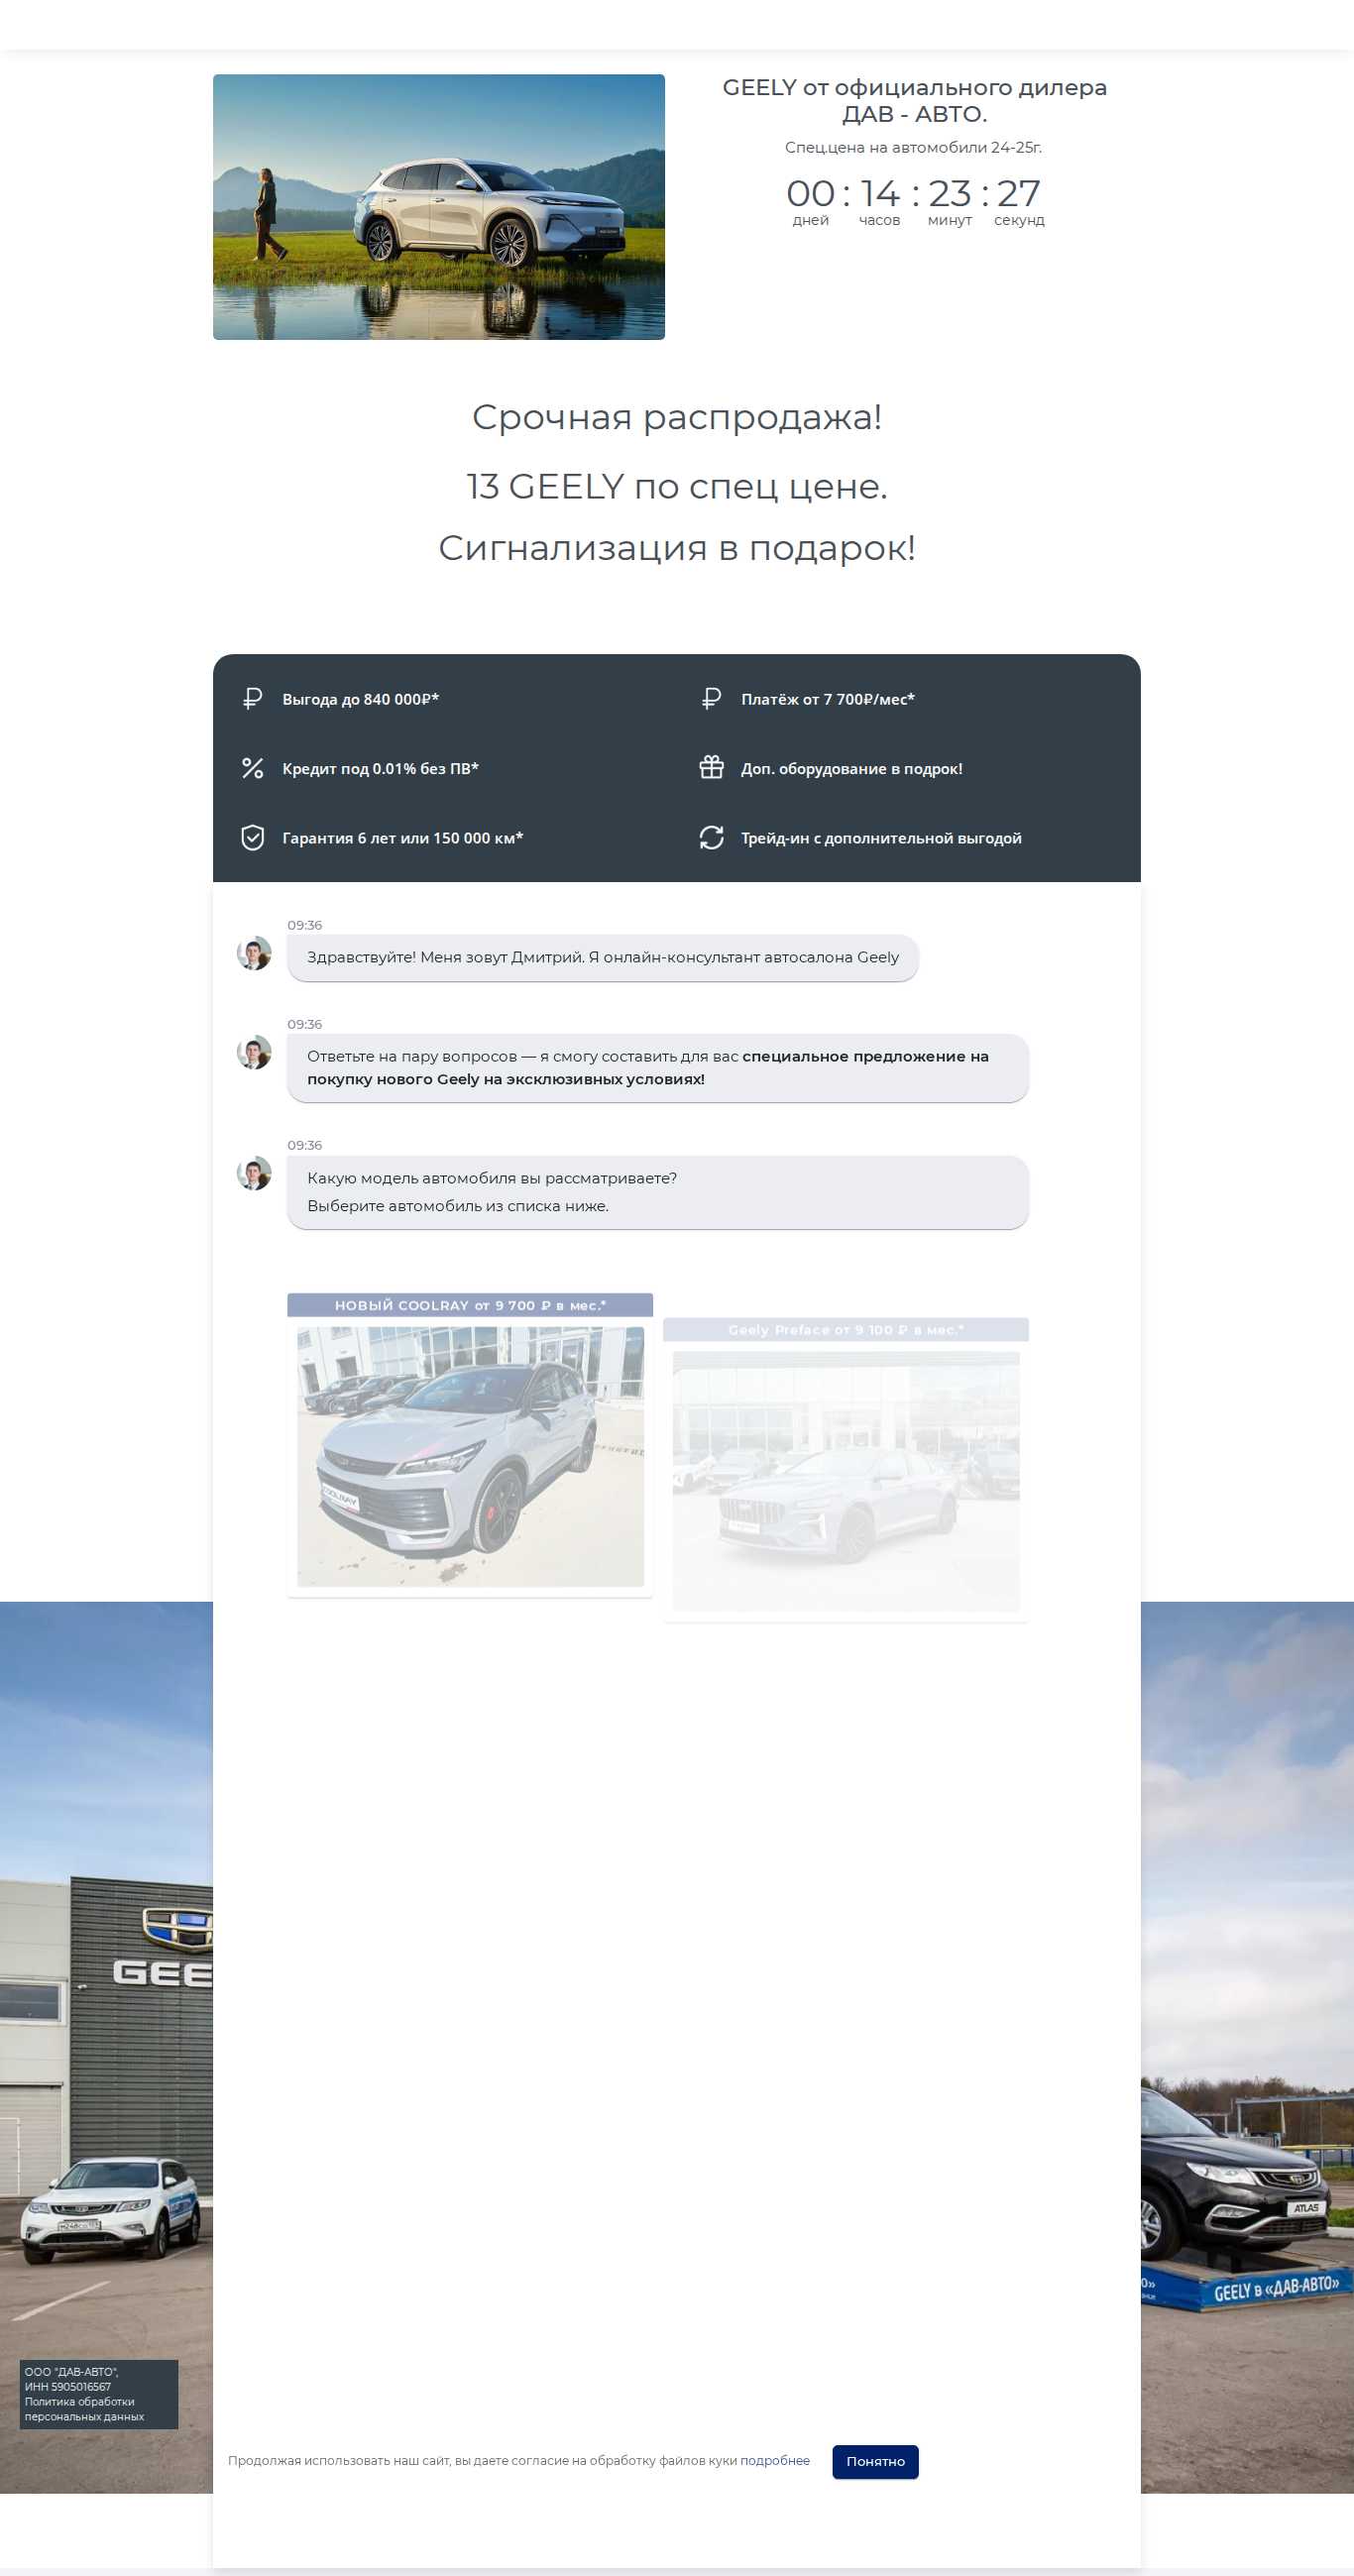 GEELY от официального дилера
ДАВ - АВТО.
Спец.цена на автомобили 24-25г.
00 : 14 : 23 : 27
дней часов минут секунд
Срочная распродажа!
13 GEELY по спец цене.
Сигнализация в подарок!
Выгода до 840 000₽*
Платёж от 7 700₽/мес*
Кредит под 0.01% без ПВ*
Доп. оборудование в подрок!
Гарантия 6 лет или 150 000 км*
Трейд-ин с дополнительной выгодой
09:36
Здравствуйте! Меня зовут Дмитрий. Я онлайн-консультант автосалона Geely
09:36
Ответьте на пару вопросов — я смогу составить для вас специальное предложение на
покупку нового Geely на эксклюзивных условиях!
09:36
Какую модель автомобиля вы рассматриваете?
Выберите автомобиль из списка ниже.
НОВЫЙ COOLRAY от 9 700 ₽ в мес.*
Geely Preface от 9 100 ₽ в мес.*
COOLRAY
GEE
ATLAS
GEELY в «ДАВ-АВТО»
ООО "ДАВ-АВТО",
ИНН 5905016567
Политика обработки
персональных данных
Продолжая использовать наш сайт, вы даете согласие на обработку файлов куки подробнее
Понятно